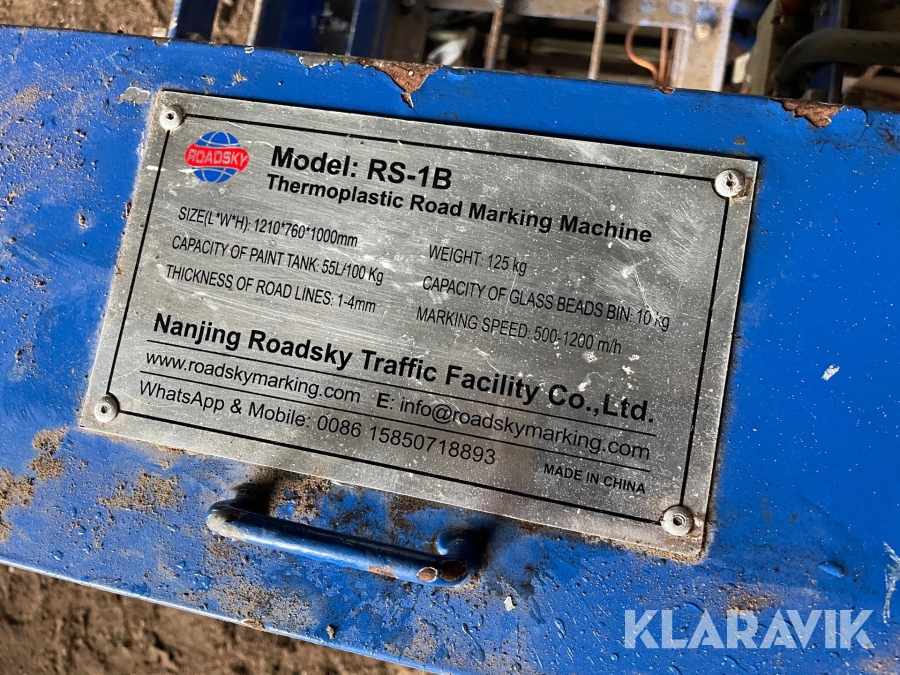 ROADSKY
Model: RS-1B
Thermoplastic Road Marking Machine
SIZE(L*W*H): 1210*760*1000mm
WEIGHT: 125 kg
CAPACITY OF PAINT TANK: 55L/100 Kg
CAPACITY OF GLASS BEADS BIN: 10 kg
THICKNESS OF ROAD LINES: 1-4mm
MARKING SPEED: 500-1200 m/h
Nanjing Roadsky Traffic Facility Co.,Ltd.
www.roadskymarking.com E: info@roadskymarking.com
WhatsApp & Mobile: 0086 15850718893
MADE IN CHINA
KLARAVIK